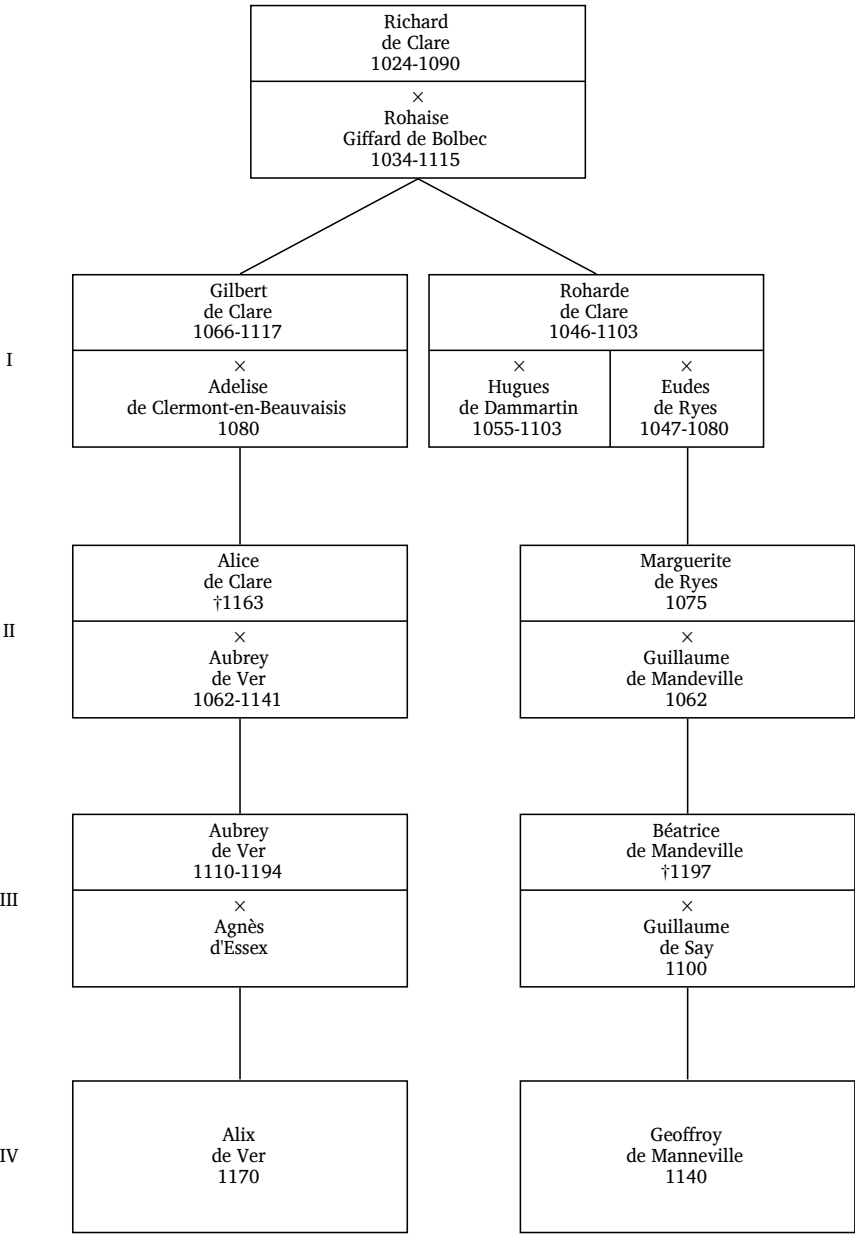 Richard
de Clare
1024-1090
×
Rohaise
Giffard de Bolbec
1034-1115
I
Gilbert
de Clare
1066-1117
×
Adelise
de Clermont-en-Beauvaisis
1080
Roharde
de Clare
1046-1103
×
Hugues
de Dammartin
1055-1103
×
Eudes
de Ryes
1047-1080
II
Alice
de Clare
†1163
×
Aubrey
de Ver
1062-1141
Marguerite
de Ryes
1075
×
Guillaume
de Mandeville
1062
III
Aubrey
de Ver
1110-1194
×
Agnès
d'Essex
Béatrice
de Mandeville
†1197
×
Guillaume
de Say
1100
IV
Alix
de Ver
1170
Geoffroy
de Manneville
1140